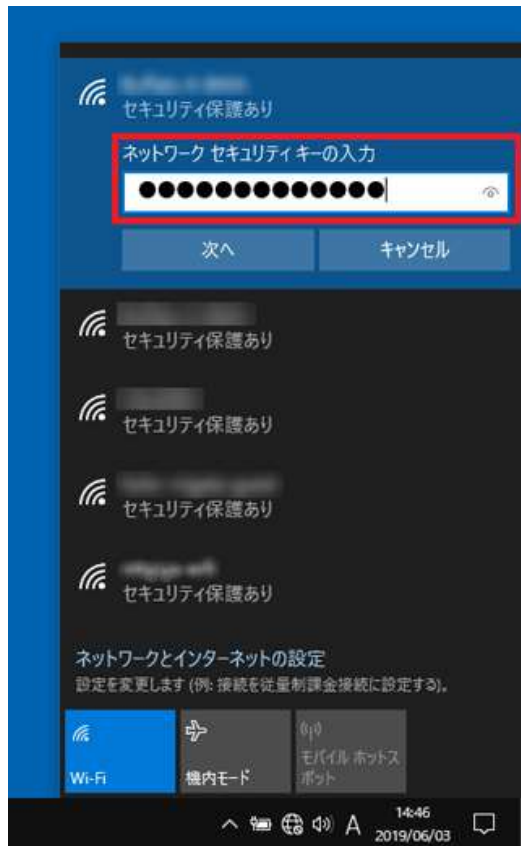 セキュリティ保護あり
ネットワーク セキュリティ キーの入力
●●●●●●●●●●●●●
次へ キャンセル
セキュリティ保護あり
セキュリティ保護あり
セキュリティ保護あり
セキュリティ保護あり
ネットワークとインターネットの設定
設定を変更します (例: 接続を従量制課金接続に設定する)。
Wi-Fi
機内モード
モバイル ホットス
ポット
A
14:46
2019/06/03